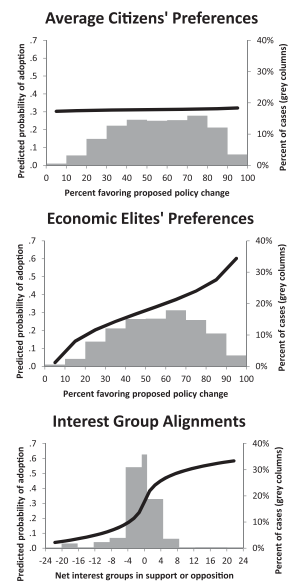 Average Citizens' Preferences
Predicted probability of adoption
.7
.6
.5
.4
.3
.2
.1
.0
40%
30%
20%
10%
0%
Percent of cases (grey columns)
0 10 20 30 40 50 60 70 80 90 100
Percent favoring proposed policy change
Economic Elites' Preferences
Predicted probability of adoption
.7
.6
.5
.4
.3
.2
.1
.0
40%
30%
20%
10%
0%
Percent of cases (grey columns)
0 10 20 30 40 50 60 70 80 90 100
Percent favoring proposed policy change
Interest Group Alignments
Predicted probability of adoption
.7
.6
.5
.4
.3
.2
.1
.0
40%
30%
20%
10%
0%
Percent of cases (grey columns)
-24 -20 -16 -12 -8 -4 0 4 8 12 16 20 24
Net interest groups in support or opposition